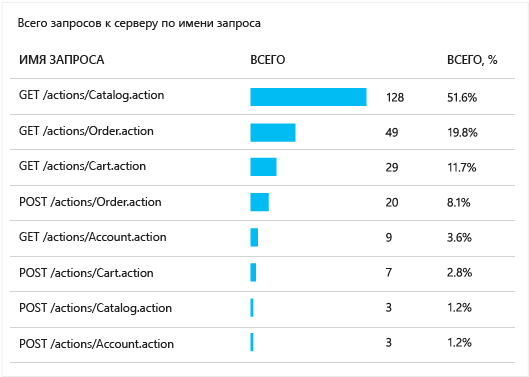 Всего запросов к серверу по имени запроса
ИМЯ ЗАПРОСА ВСЕГО ВСЕГО, %
GET /actions/Catalog.action 128 51.6%
GET /actions/Order.action 49 19.8%
GET /actions/Cart.action 29 11.7%
POST /actions/Order.action 20 8.1%
GET /actions/Account.action 9 3.6%
POST /actions/Cart.action 7 2.8%
POST /actions/Catalog.action 3 1.2%
POST /actions/Account.action 3 1.2%